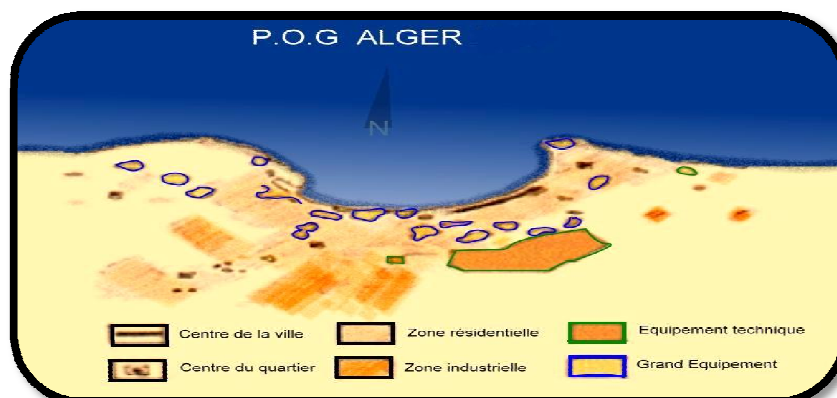 P.O.G ALGER
N
Centre de la ville
Zone résidentielle
Equipement technique
Centre du quartier
Zone industrielle
Grand Equipement